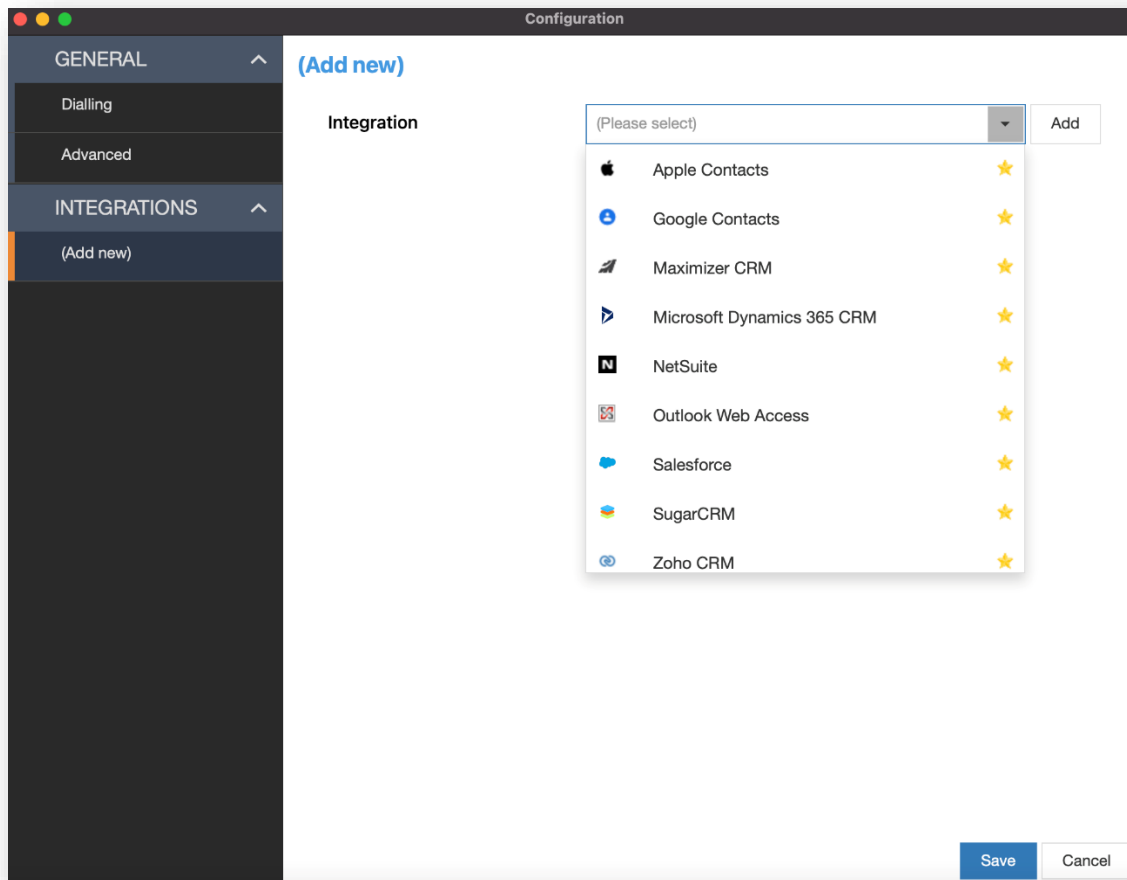 Configuration
GENERAL
Dialling
Advanced
INTEGRATIONS
(Add new)
(Add new)
Integration
(Please select)
Add
Apple Contacts
Google Contacts
Maximizer CRM
Microsoft Dynamics 365 CRM
N NetSuite
Outlook Web Access
Salesforce
SugarCRM
Zoho CRM
Save
Cancel